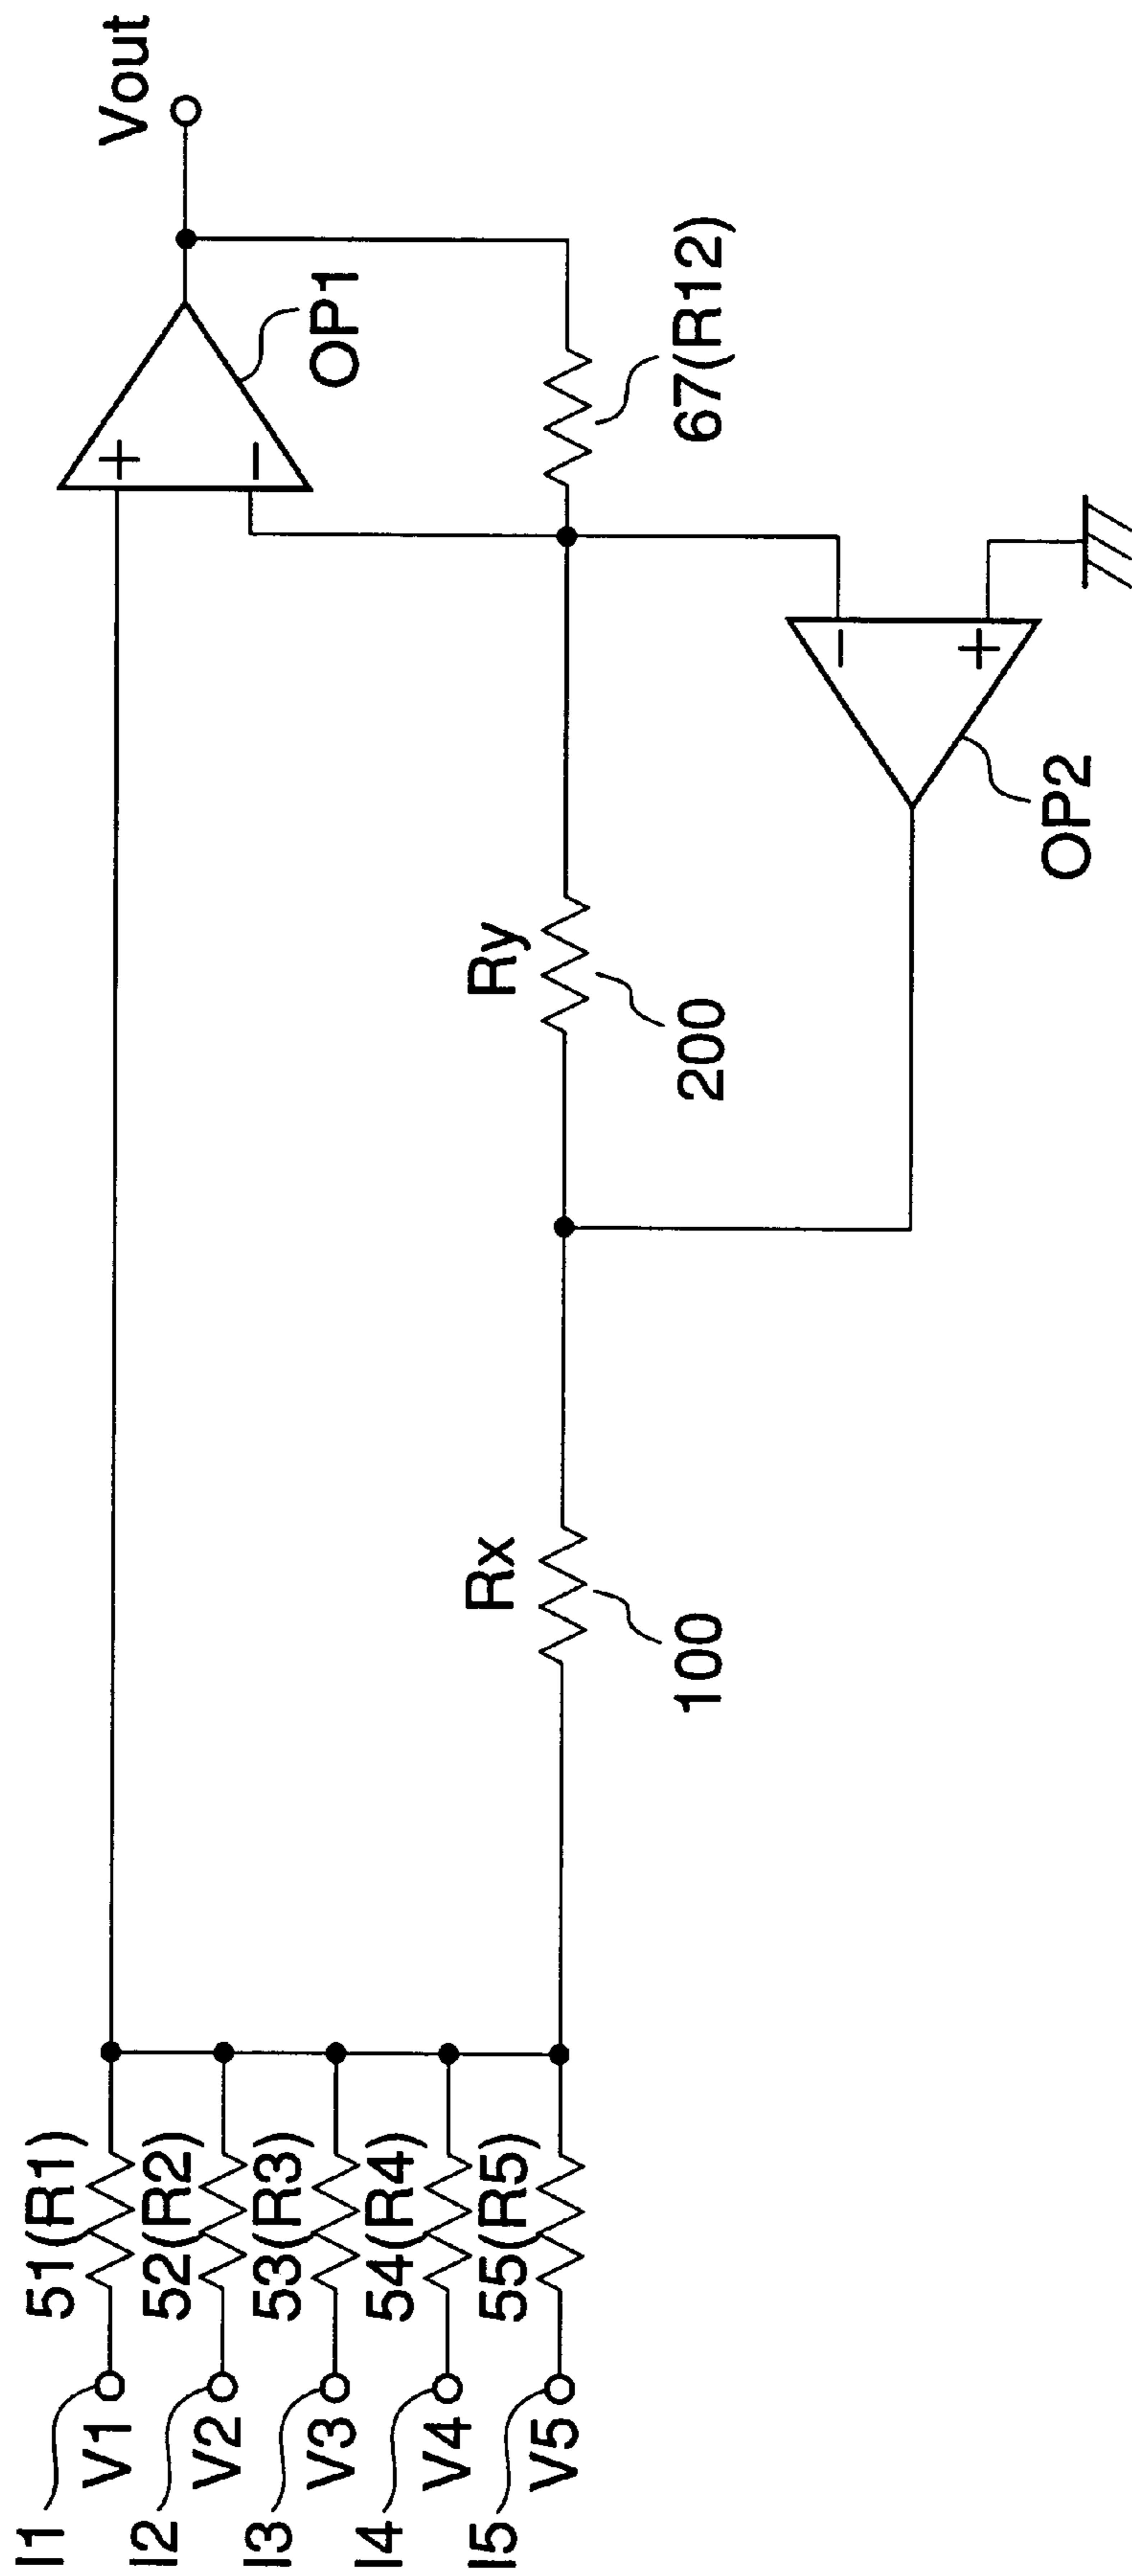 Vout
OP1
67(R12)
Ry
200
OP2
Rx
100
51(R1)
52(R2)
53(R3)
54(R4)
55(R5)
I1
V1
I2
V2
I3
V3
I4
V4
I5
V5
+
−
−
+